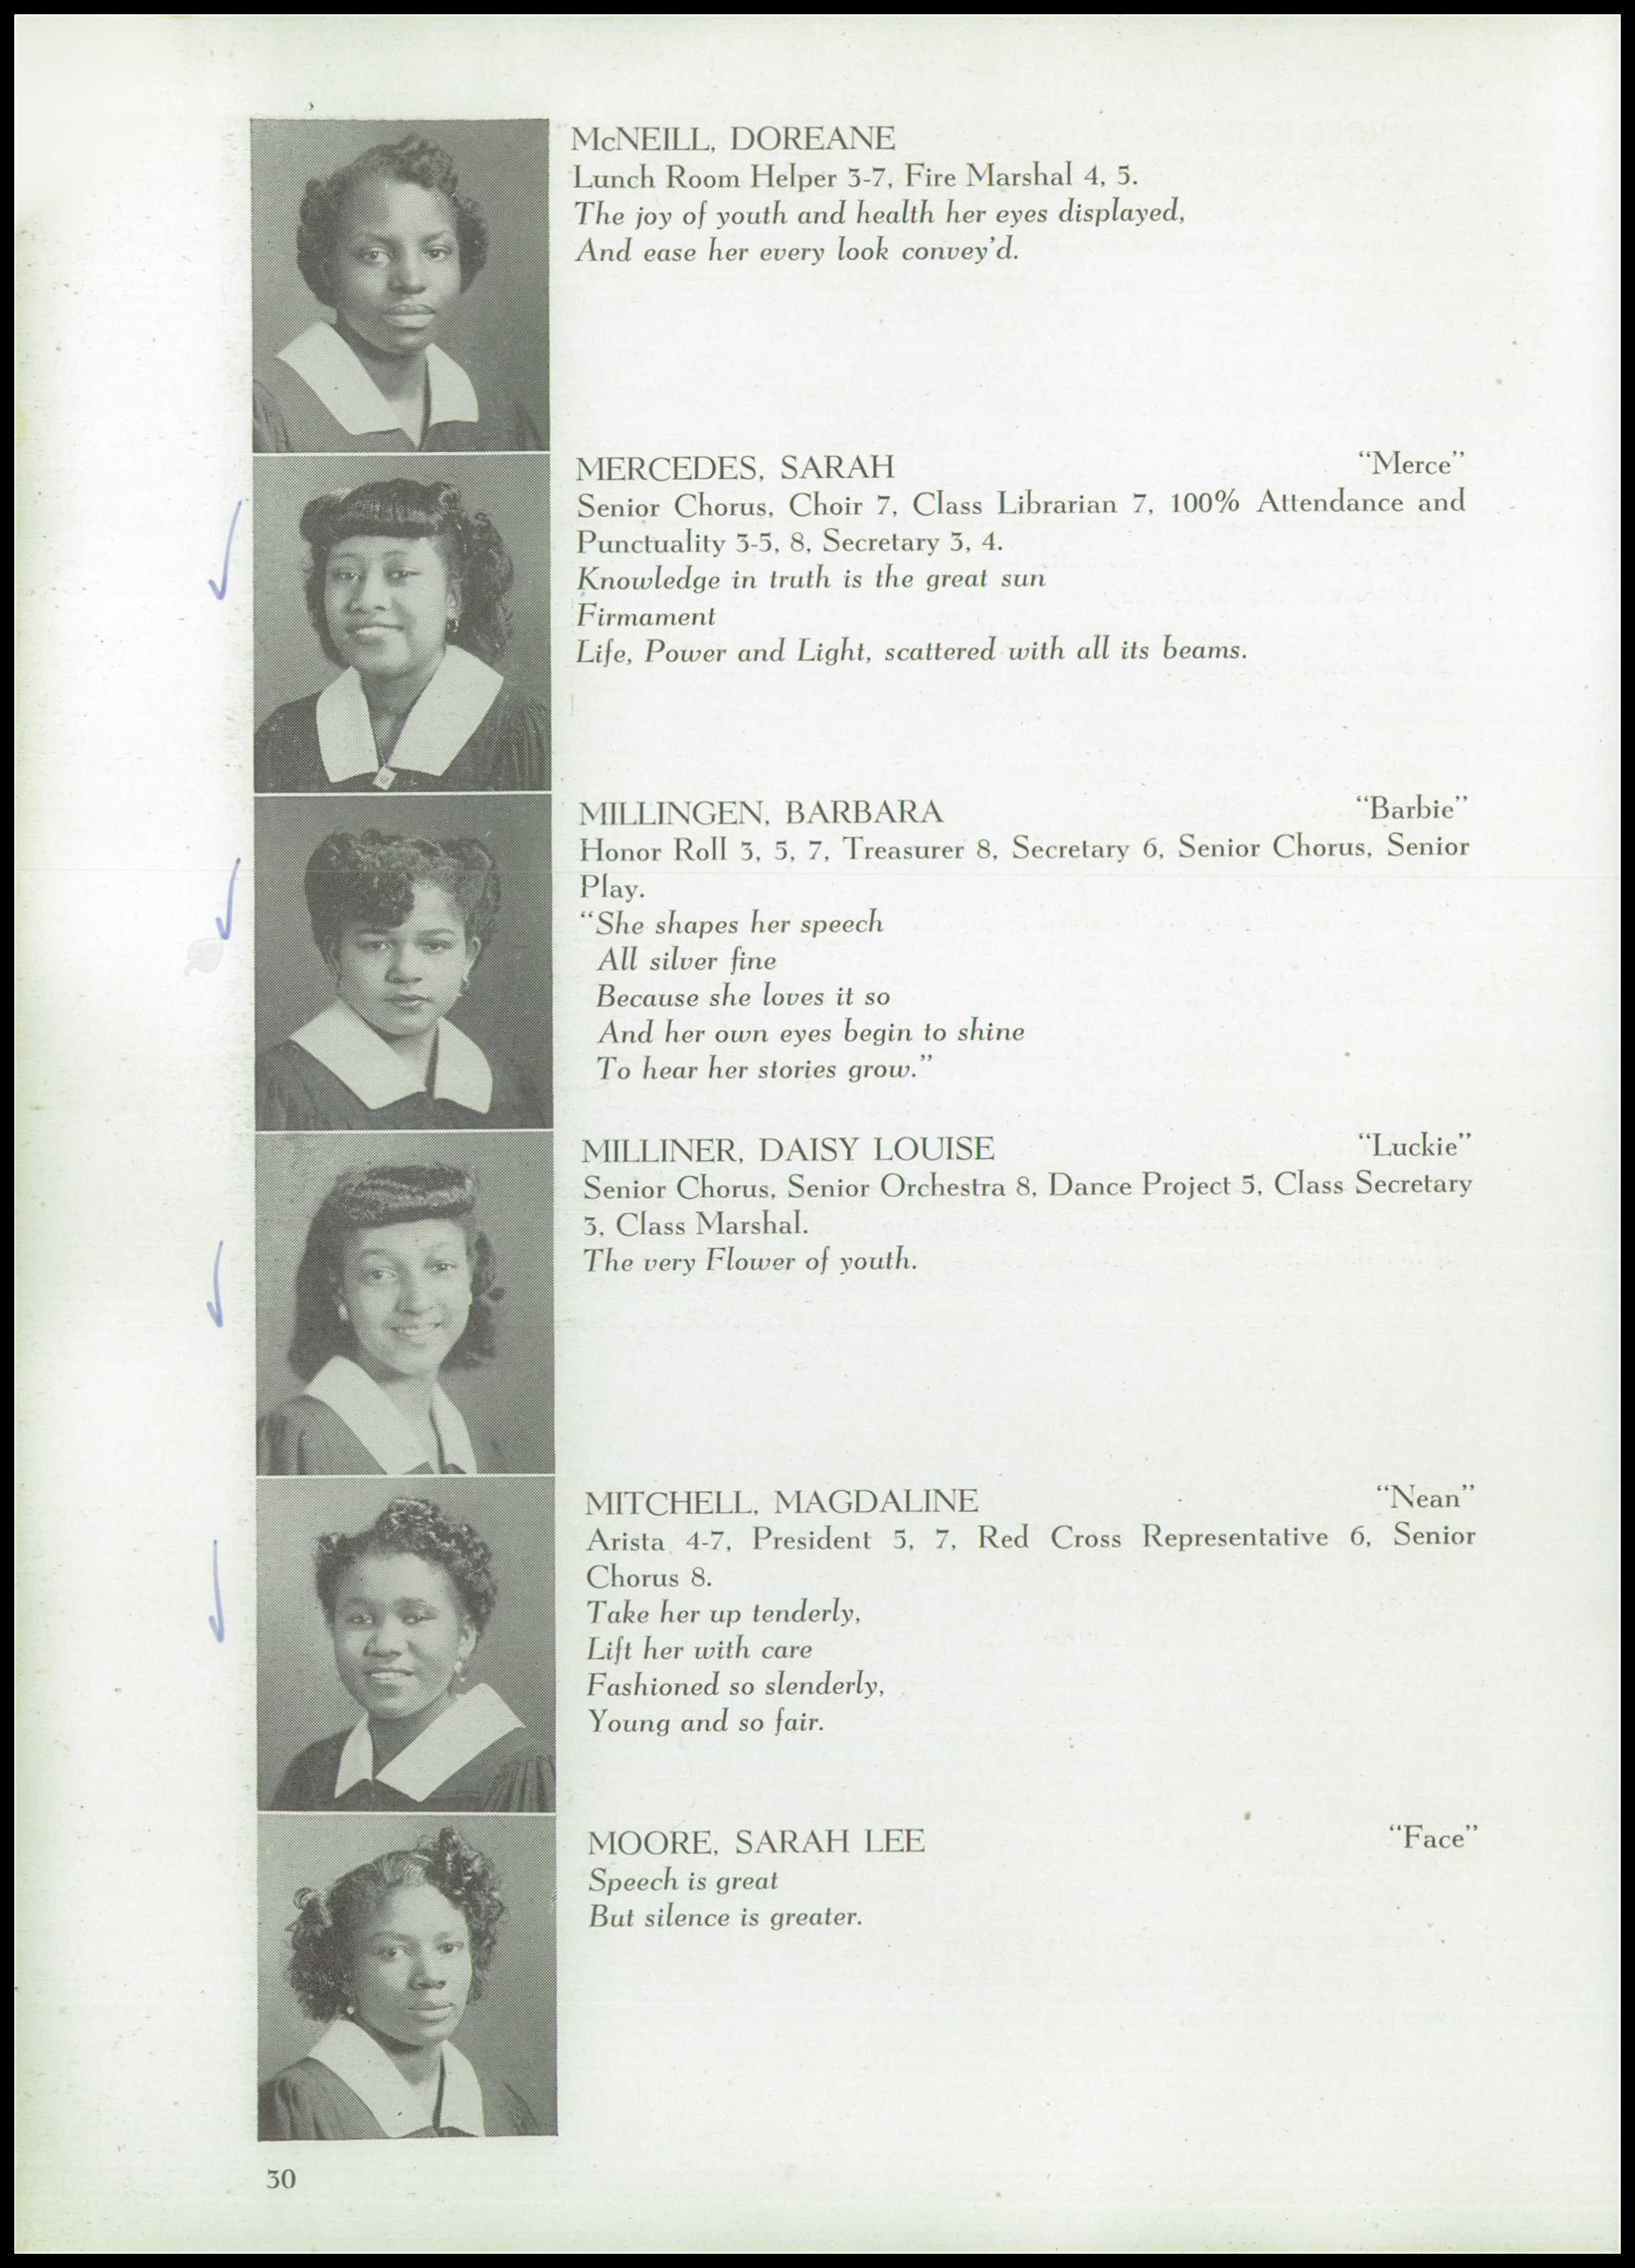 McNEILL, DOREANE
Lunch Room Helper 3-7, Fire Marshal 4, 5.
The joy of youth and health her eyes displayed,
And ease her every look convey'd.
MERCEDES, SARAH "Merce"
Senior Chorus, Choir 7, Class Librarian 7, 100% Attendance and
Punctuality 3-5, 8, Secretary 3, 4.
Knowledge in truth is the great sun
Firmament
Life, Power and Light, scattered with all its beams.
MILLINGEN, BARBARA "Barbie"
Honor Roll 3, 5, 7, Treasurer 8, Secretary 6, Senior Chorus, Senior
Play.
"She shapes her speech
All silver fine
Because she loves it so
And her own eyes begin to shine
To hear her stories grow."
MILLINER, DAISY LOUISE "Luckie"
Senior Chorus, Senior Orchestra 8, Dance Project 5, Class Secretary
3, Class Marshal.
The very Flower of youth.
MITCHELL, MAGDALINE "Nean"
Arista 4-7, President 5, 7, Red Cross Representative 6, Senior
Chorus 8.
Take her up tenderly,
Lift her with care
Fashioned so slenderly,
Young and so fair.
MOORE, SARAH LEE "Face"
Speech is great
But silence is greater.
30